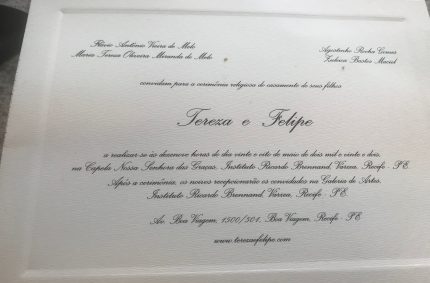 Flávio Antônio Vieira de Melo
Maria Teresa Oliveira Miranda de Melo
Agostinho Rocha Gomes
Zuleica Bastos Maciel
convidam para a cerimônia religiosa do casamento de seus filhos
Tereza e Felipe
a realizar-se às dezenove horas do dia vinte e oito de maio de dois mil e vinte e dois,
na Capela Nossa Senhora das Graças, Instituto Ricardo Brennand, Várzea, Recife - PE.
Após a cerimônia, os noivos recepcionarão os convidados na Galeria de Artes,
Instituto Ricardo Brennand, Várzea, Recife - PE.
Av. Boa Viagem, 1500/501, Boa Viagem, Recife - PE
www.terezaefelipe.com